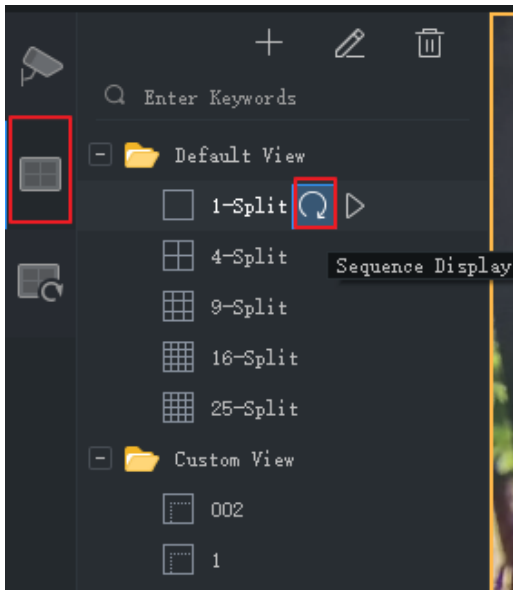 Enter Keywords
Default View
1-Split
4-Split
Sequence Display
9-Split
16-Split
25-Split
Custom View
002
1